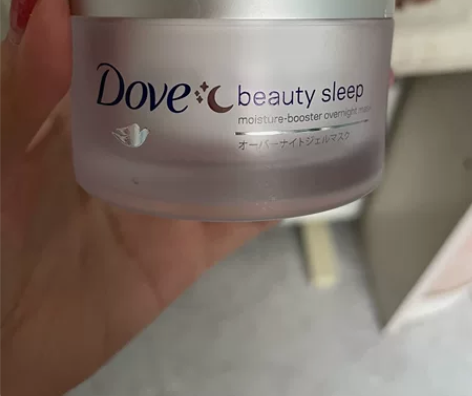 Dove beauty sleep
moisture-booster overnight mask
オーバーナイトジェルマスク